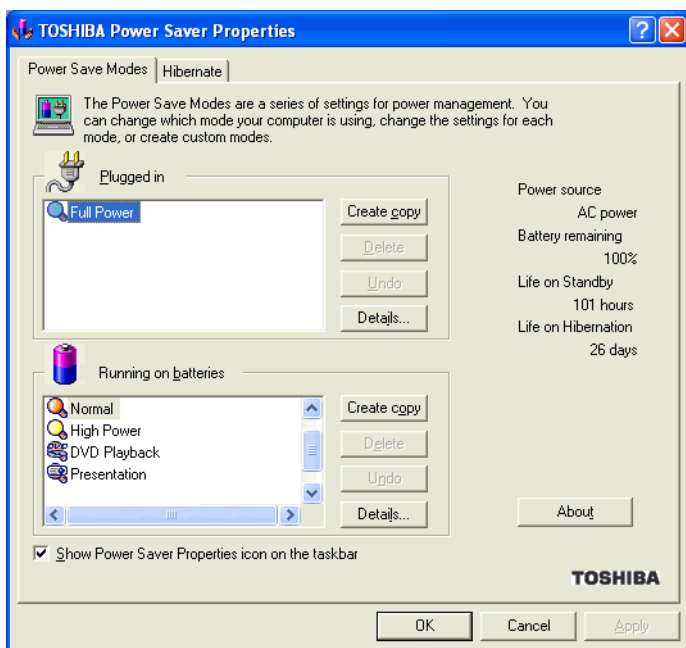 TOSHIBA Power Saver Properties
Power Save Modes
Hibernate
The Power Save Modes are a series of settings for power management. You
can change which mode your computer is using, change the settings for each
mode, or create custom modes.
Plugged in
Full Power
Create copy
Delete
Undo
Details...
Power source
AC power
Battery remaining
100%
Life on Standby
101 hours
Life on Hibernation
26 days
Running on batteries
Normal
High Power
DVD Playback
Presentation
Create copy
Delete
Undo
Details...
About
Show Power Saver Properties icon on the taskbar
TOSHIBA
OK
Cancel
Apply